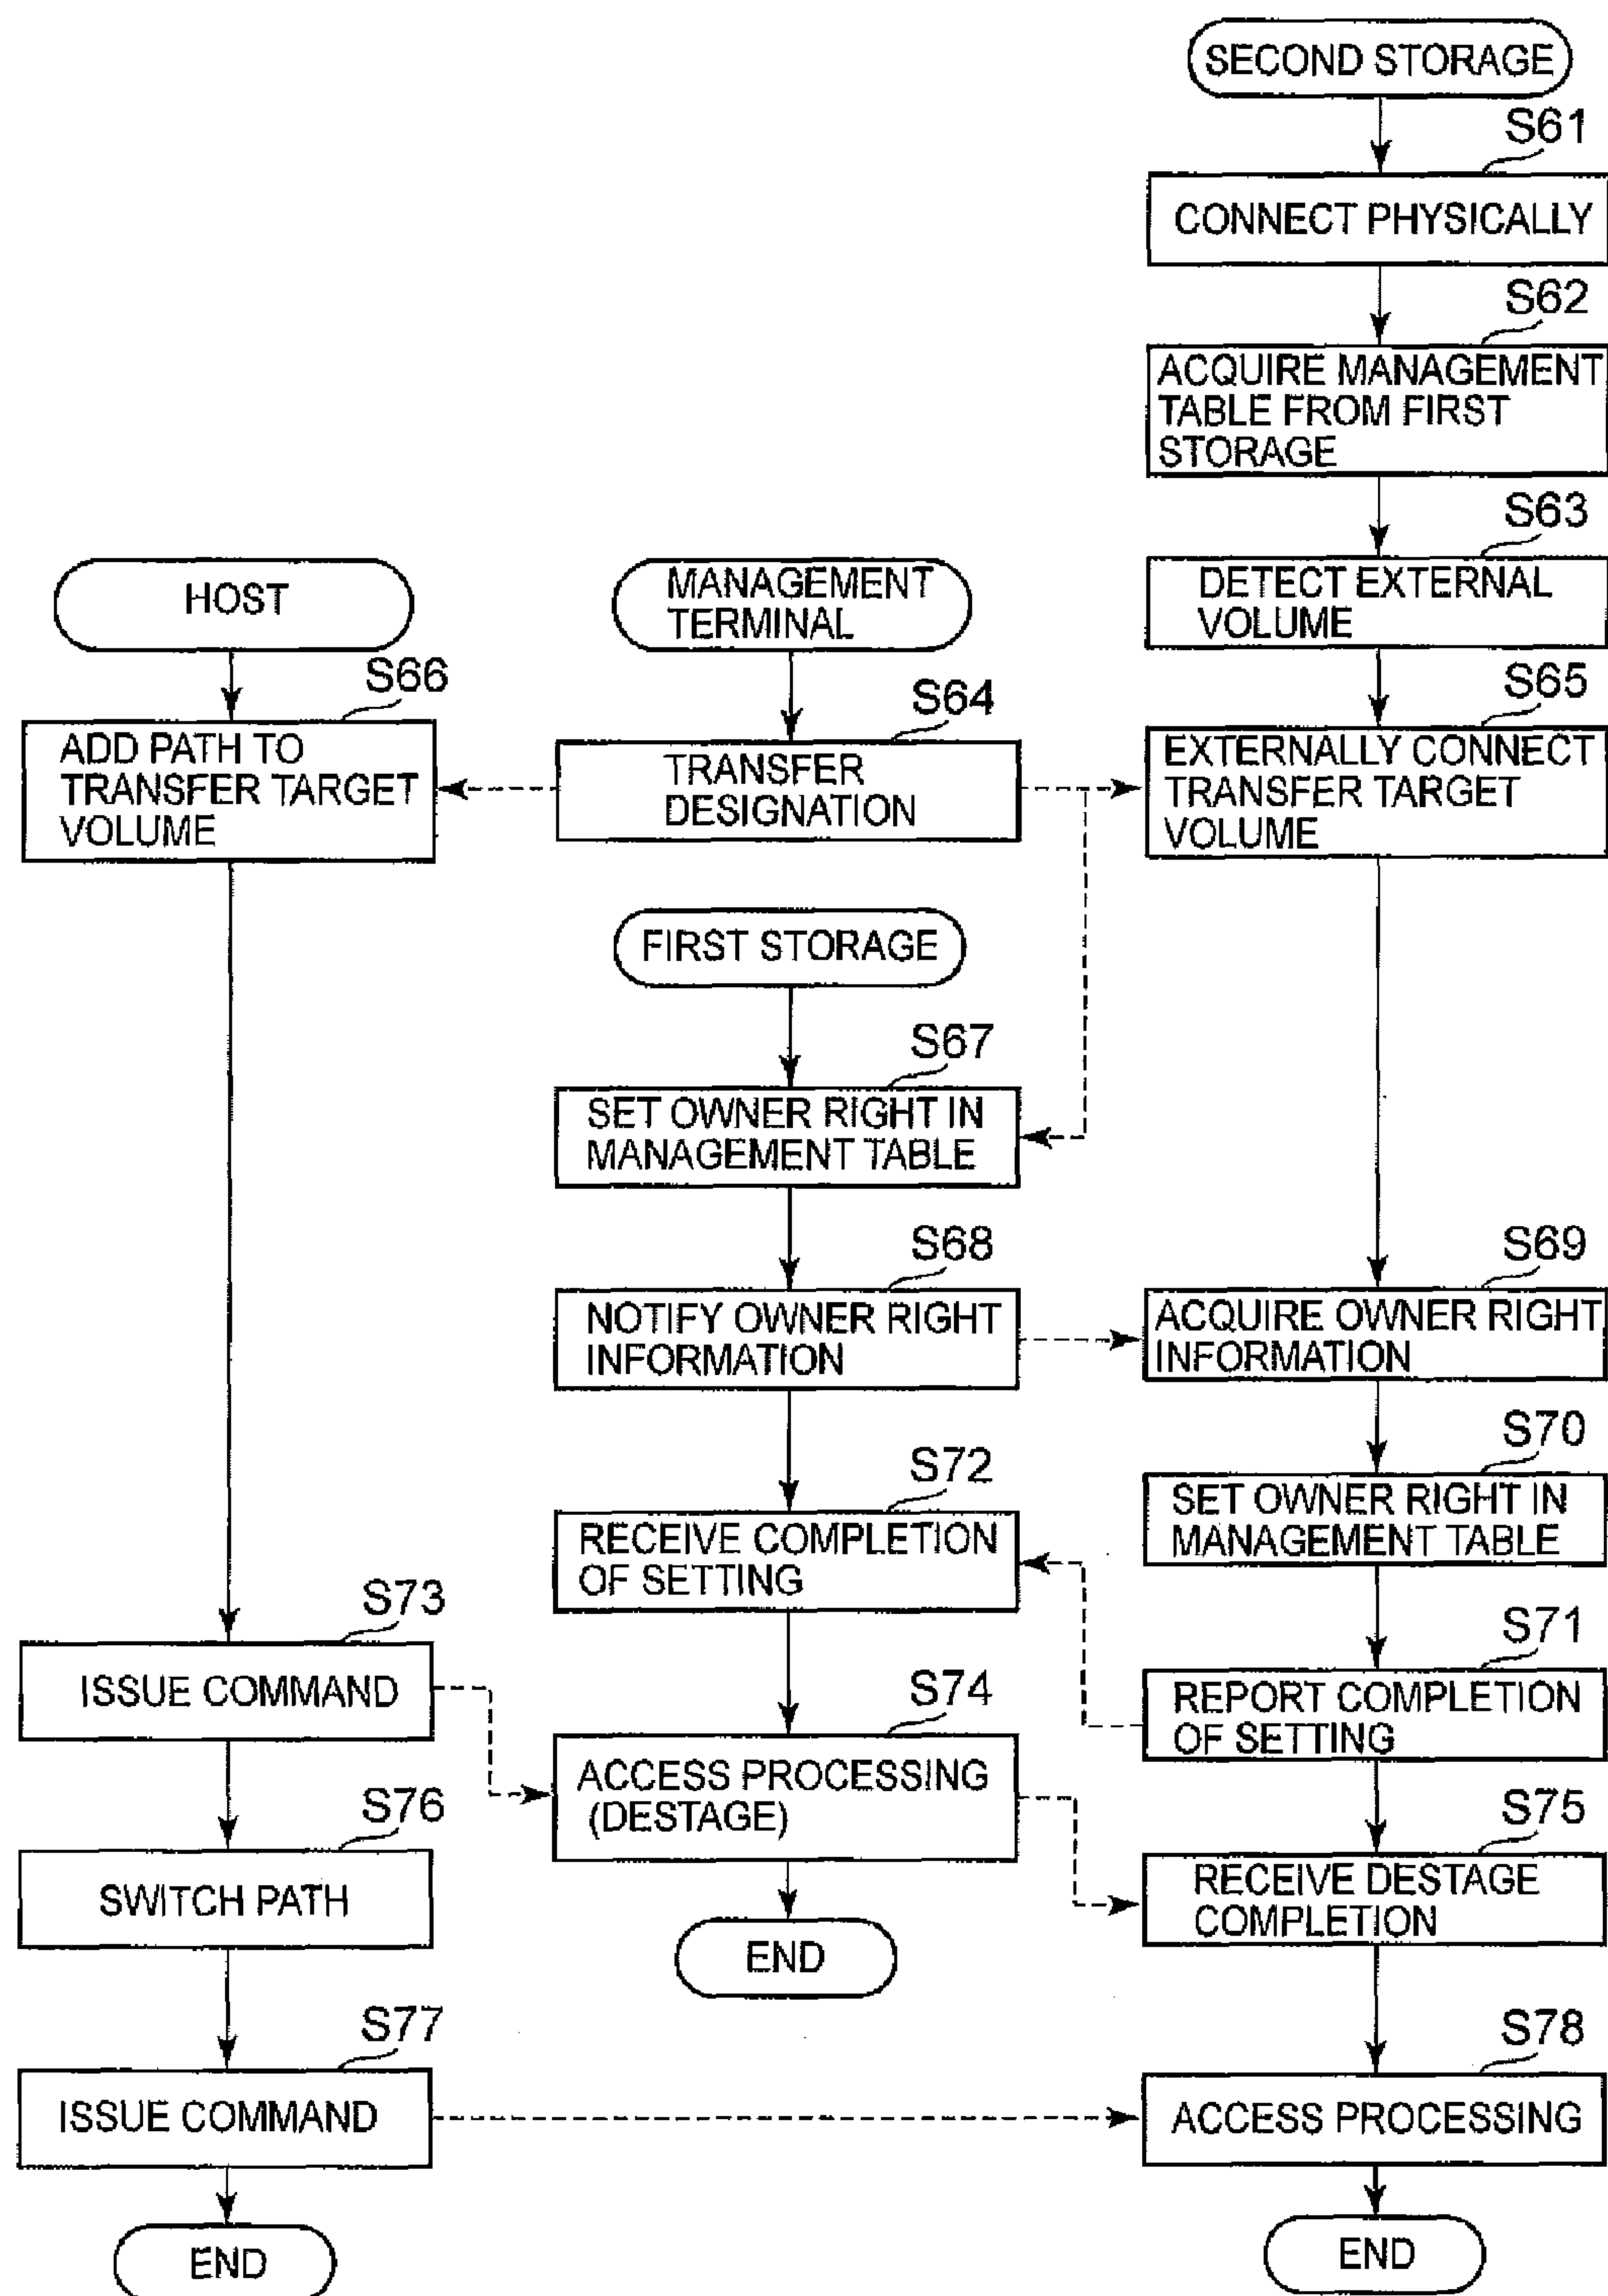 SECOND STORAGE
S61
CONNECT PHYSICALLY
S62
ACQUIRE MANAGEMENT
TABLE FROM FIRST
STORAGE
S63
DETECT EXTERNAL
VOLUME
HOST
MANAGEMENT
TERMINAL
S66
ADD PATH TO
TRANSFER TARGET
VOLUME
S64
TRANSFER
DESIGNATION
S65
EXTERNALLY CONNECT
TRANSFER TARGET
VOLUME
FIRST STORAGE
S67
SET OWNER RIGHT IN
MANAGEMENT TABLE
S68
NOTIFY OWNER RIGHT
INFORMATION
S69
ACQUIRE OWNER RIGHT
INFORMATION
S70
SET OWNER RIGHT IN
MANAGEMENT TABLE
S72
RECEIVE COMPLETION
OF SETTING
S71
REPORT COMPLETION
OF SETTING
S73
ISSUE COMMAND
S74
ACCESS PROCESSING
(DESTAGE)
END
S75
RECEIVE DESTAGE
COMPLETION
S76
SWITCH PATH
S77
ISSUE COMMAND
S78
ACCESS PROCESSING
END
END